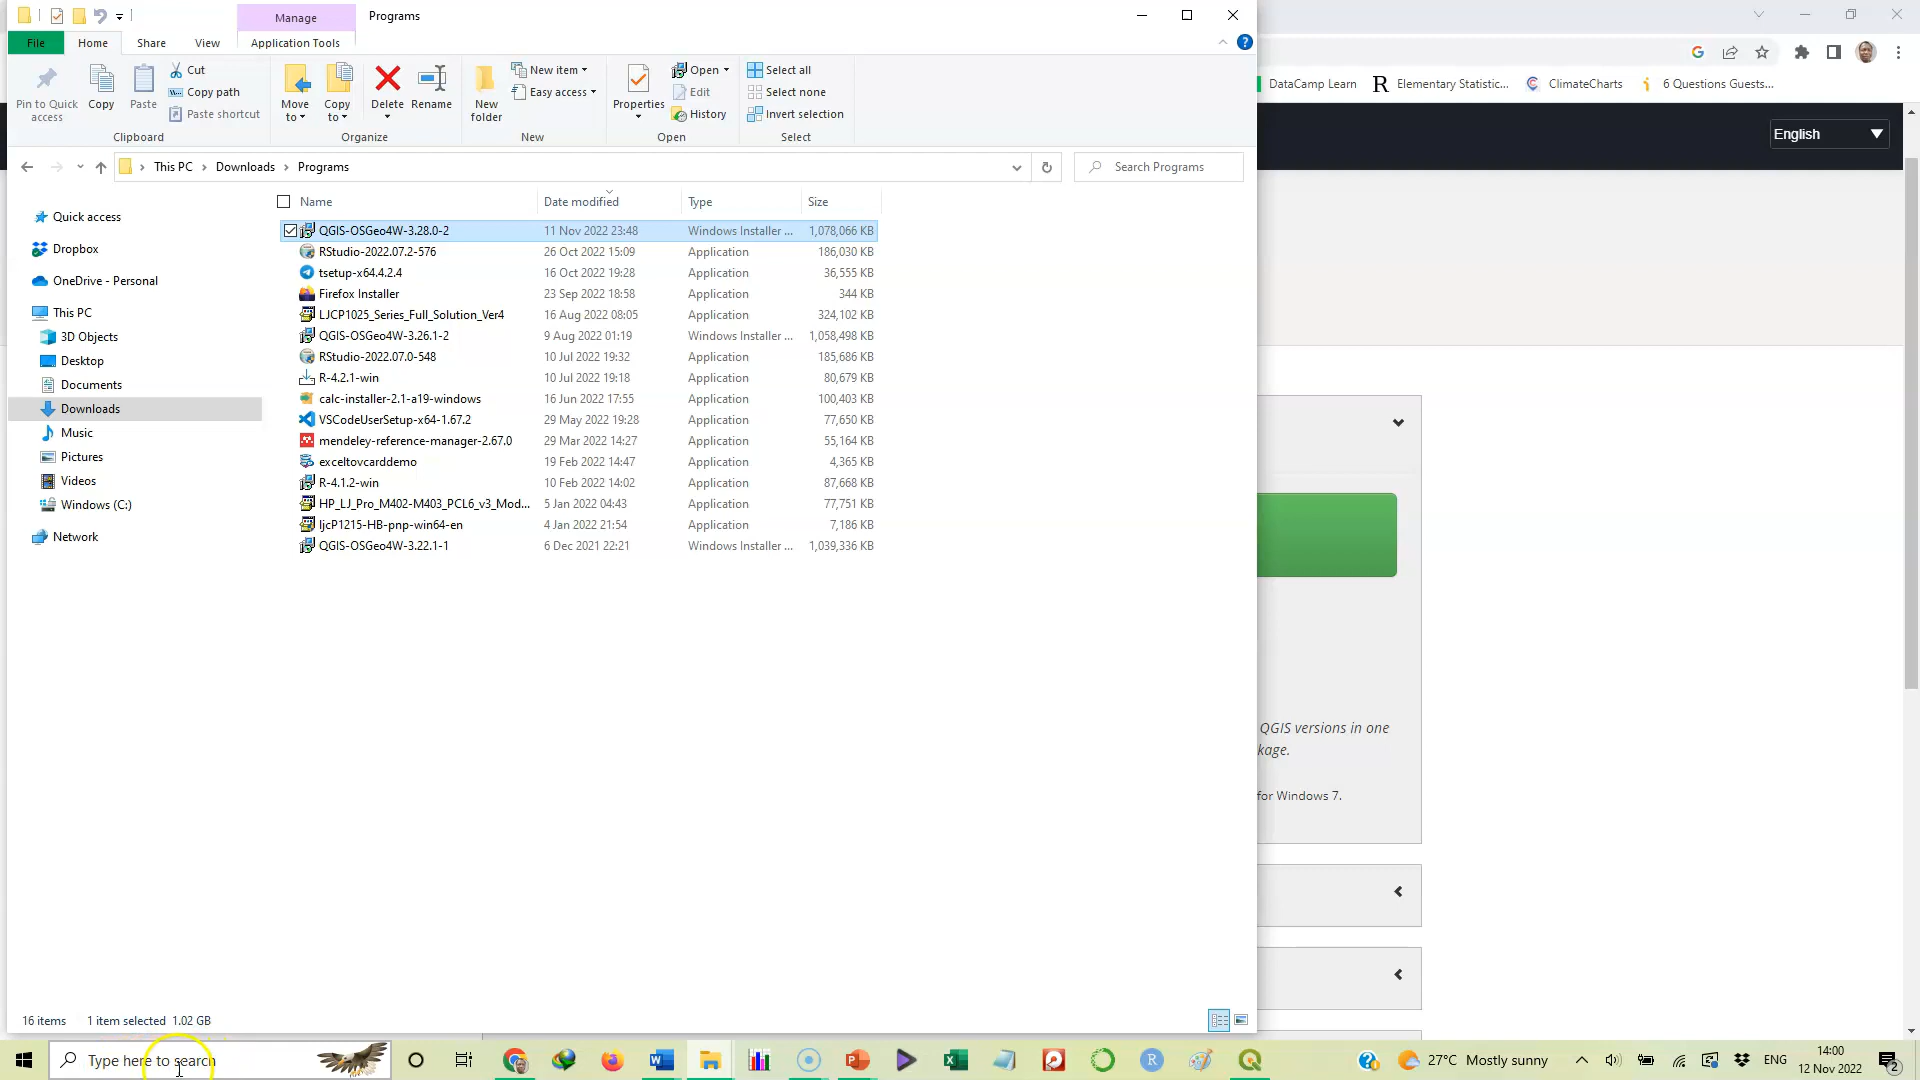 Manage
Programs
File
Home
Share
View
Application Tools
Pin to Quick access
Copy
Paste
Cut
Copy path
Paste shortcut
Clipboard
Move to
Copy to
Delete
Rename
Organize
New folder
New item
Easy access
New
Properties
Open
Edit
History
Open
Select all
Select none
Invert selection
Select
DataCamp Learn
R Elementary Statistic...
ClimateCharts
6 Questions Guests...
English
This PC > Downloads > Programs
Search Programs
Name Date modified Type Size
Quick access
Dropbox
OneDrive - Personal
This PC
3D Objects
Desktop
Documents
Downloads
Music
Pictures
Videos
Windows (C:)
Network
QGIS-OSGeo4W-3.28.0-2 11 Nov 2022 23:48 Windows Installer ... 1,078,066 KB
RStudio-2022.07.2-576 26 Oct 2022 15:09 Application 186,030 KB
tsetup-x64.4.2.4 16 Oct 2022 19:28 Application 36,555 KB
Firefox Installer 23 Sep 2022 18:58 Application 344 KB
LJCP1025_Series_Full_Solution_Ver4 16 Aug 2022 08:05 Application 324,102 KB
QGIS-OSGeo4W-3.26.1-2 9 Aug 2022 01:19 Windows Installer ... 1,058,498 KB
RStudio-2022.07.0-548 10 Jul 2022 19:32 Application 185,686 KB
R-4.2.1-win 10 Jul 2022 19:18 Application 80,679 KB
calc-installer-2.1-a19-windows 16 Jun 2022 17:55 Application 100,403 KB
VSCodeUserSetup-x64-1.67.2 29 May 2022 19:28 Application 77,650 KB
mendeley-reference-manager-2.67.0 29 Mar 2022 14:27 Application 55,164 KB
exceltovcarddemo 19 Feb 2022 14:47 Application 4,365 KB
R-4.1.2-win 10 Feb 2022 14:02 Application 87,668 KB
HP_LJ_Pro_M402-M403_PCL6_v3_Mod... 5 Jan 2022 04:43 Application 77,751 KB
ljcP1215-HB-pnp-win64-en 4 Jan 2022 21:54 Application 7,186 KB
QGIS-OSGeo4W-3.22.1-1 6 Dec 2021 22:21 Windows Installer ... 1,039,336 KB
QGIS versions in one
kage.
for Windows 7.
16 items 1 item selected 1.02 GB
Type here to search
27°C Mostly sunny
ENG
14:00
12 Nov 2022
2